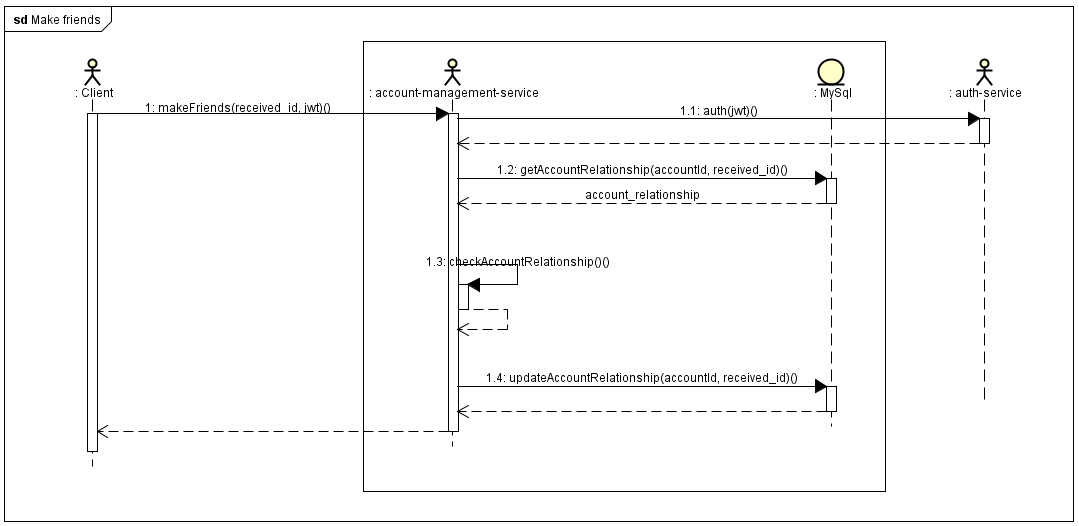 sd Make friends
: Client
: account-management-service
: MySql
: auth-service
1: makeFriends(received_id, jwt)()
1.1: auth(jwt)()
1.2: getAccountRelationship(accountId, received_id)()
account_relationship
1.3: checkAccountRelationship()()
1.4: updateAccountRelationship(accountId, received_id)()